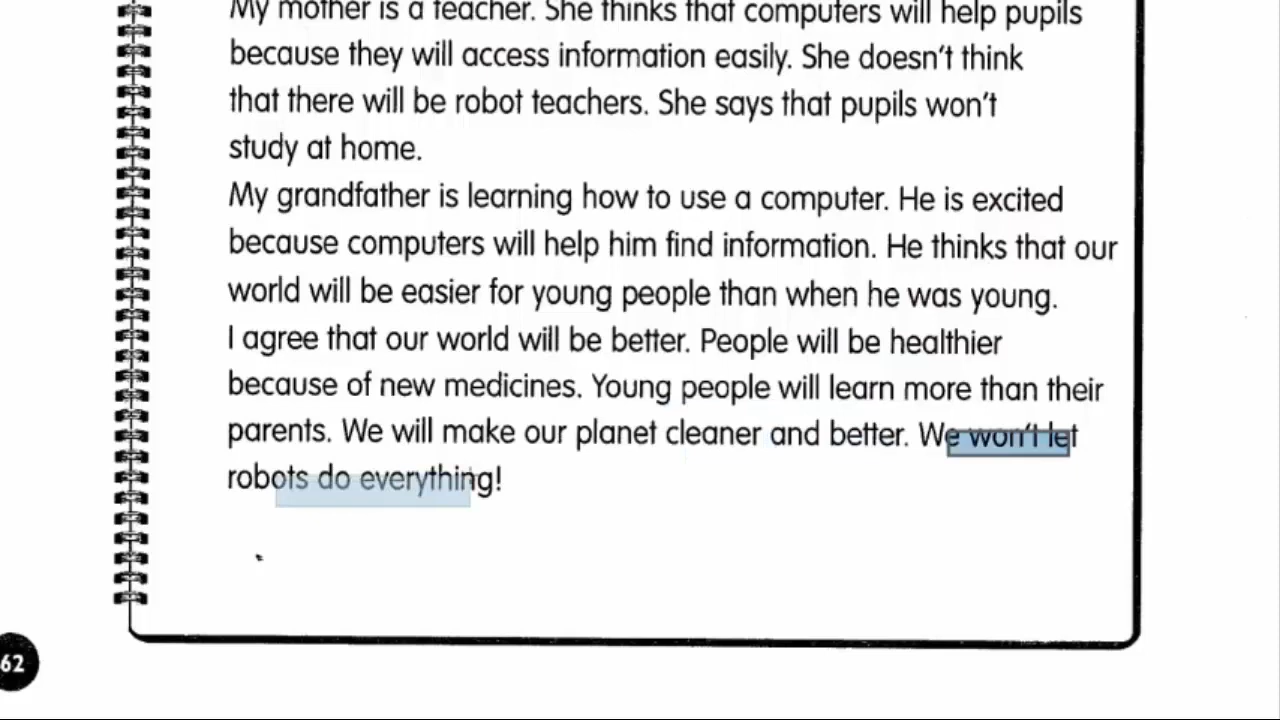 My mother is a teacher. She thinks that computers will help pupils
because they will access information easily. She doesn't think
that there will be robot teachers. She says that pupils won't
study at home.
My grandfather is learning how to use a computer. He is excited
because computers will help him find information. He thinks that our
world will be easier for young people than when he was young.
I agree that our world will be better. People will be healthier
because of new medicines. Young people will learn more than their
parents. We will make our planet cleaner and better. We won't let
robots do everything!
62